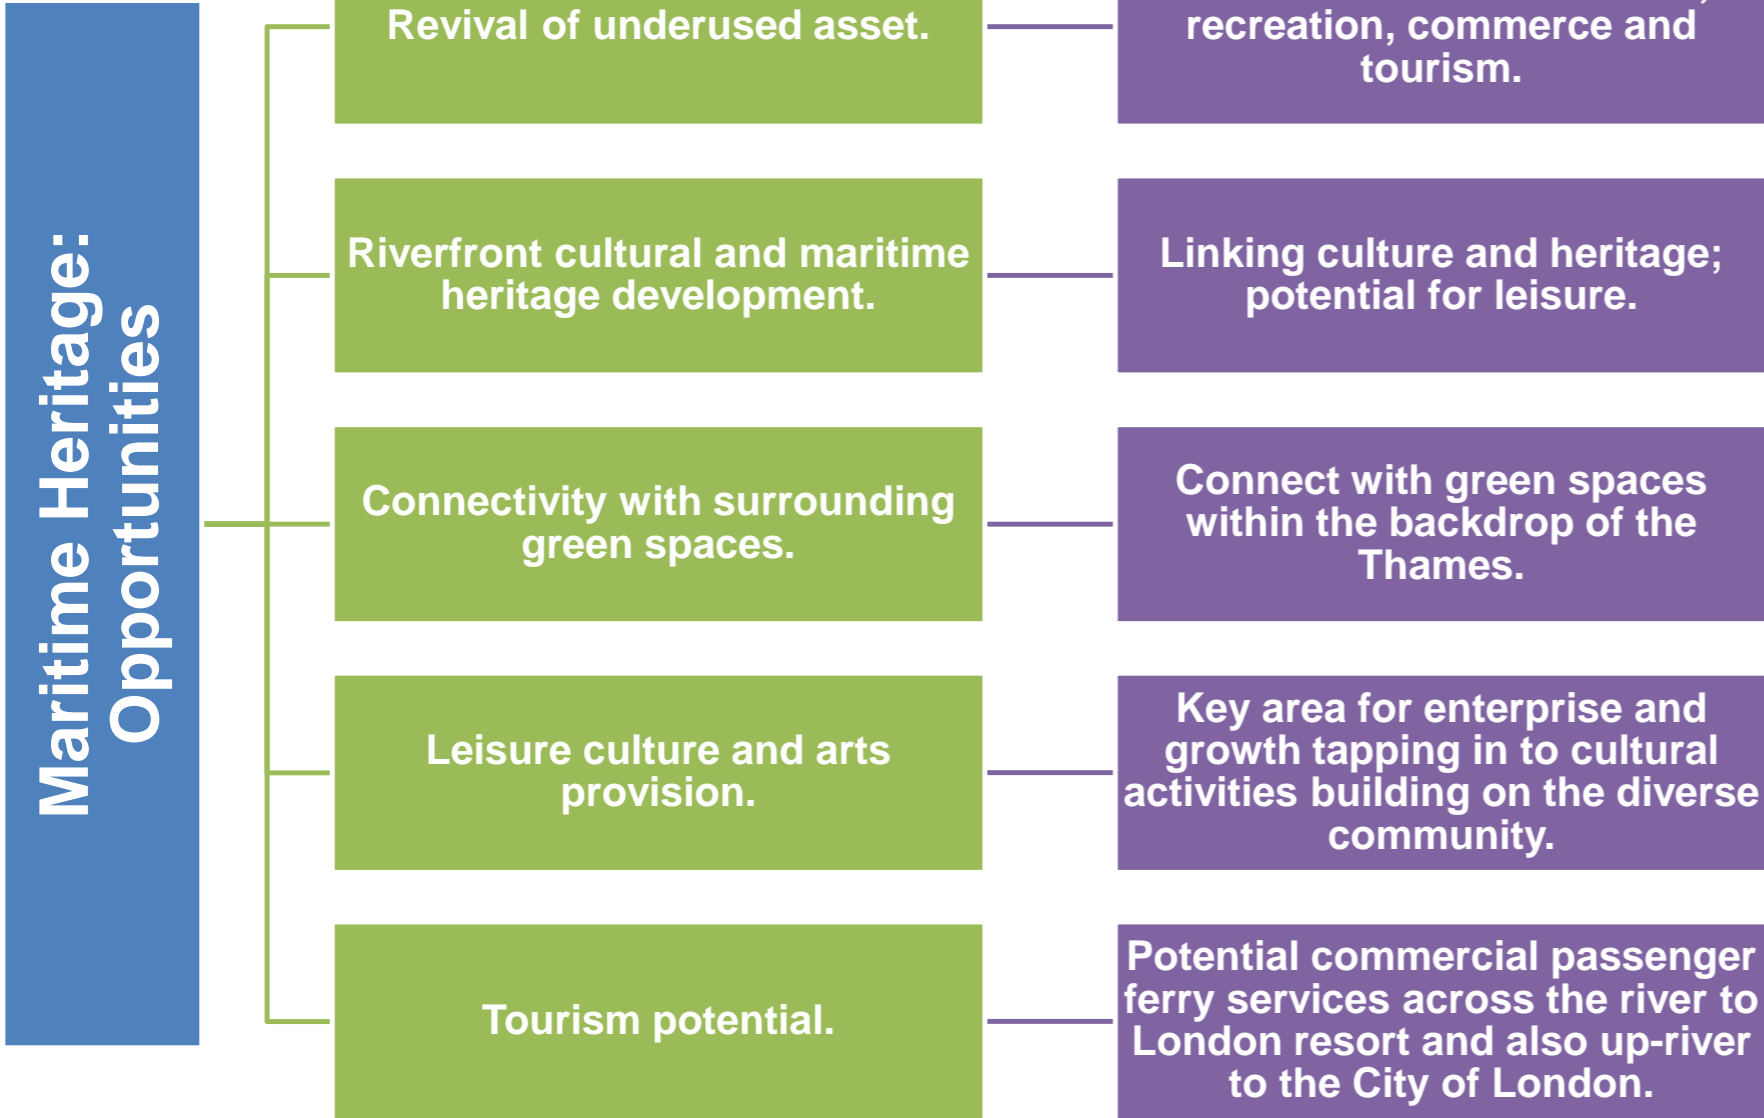 Maritime Heritage:
Opportunities
Revival of underused asset.
recreation, commerce and
tourism.
Riverfront cultural and maritime
heritage development.
Linking culture and heritage;
potential for leisure.
Connectivity with surrounding
green spaces.
Connect with green spaces
within the backdrop of the
Thames.
Leisure culture and arts
provision.
Key area for enterprise and
growth tapping in to cultural
activities building on the diverse
community.
Tourism potential.
Potential commercial passenger
ferry services across the river to
London resort and also up-river
to the City of London.